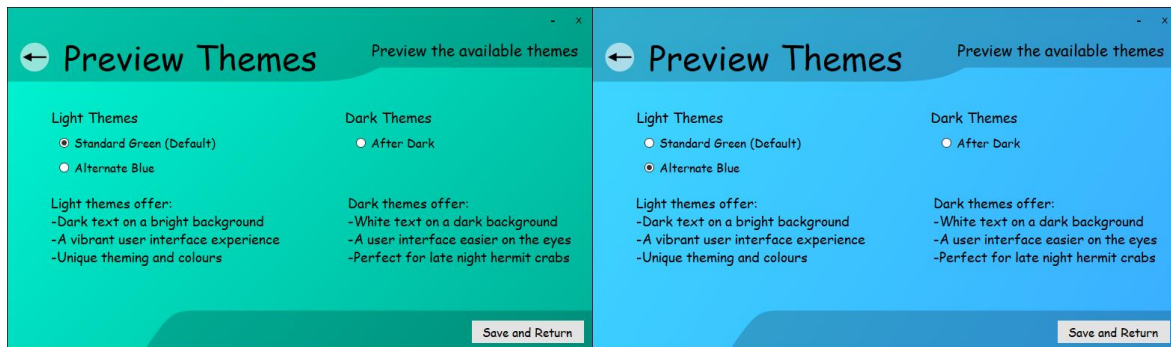 - x
Preview Themes
Preview the available themes
Light Themes
Standard Green (Default)
Alternate Blue
Dark Themes
After Dark
Light themes offer:
-Dark text on a bright background
-A vibrant user interface experience
-Unique theming and colours
Dark themes offer:
-White text on a dark background
-A user interface easier on the eyes
-Perfect for late night hermit crabs
Save and Return
- x
Preview Themes
Preview the available themes
Light Themes
Standard Green (Default)
Alternate Blue
Dark Themes
After Dark
Light themes offer:
-Dark text on a bright background
-A vibrant user interface experience
-Unique theming and colours
Dark themes offer:
-White text on a dark background
-A user interface easier on the eyes
-Perfect for late night hermit crabs
Save and Return